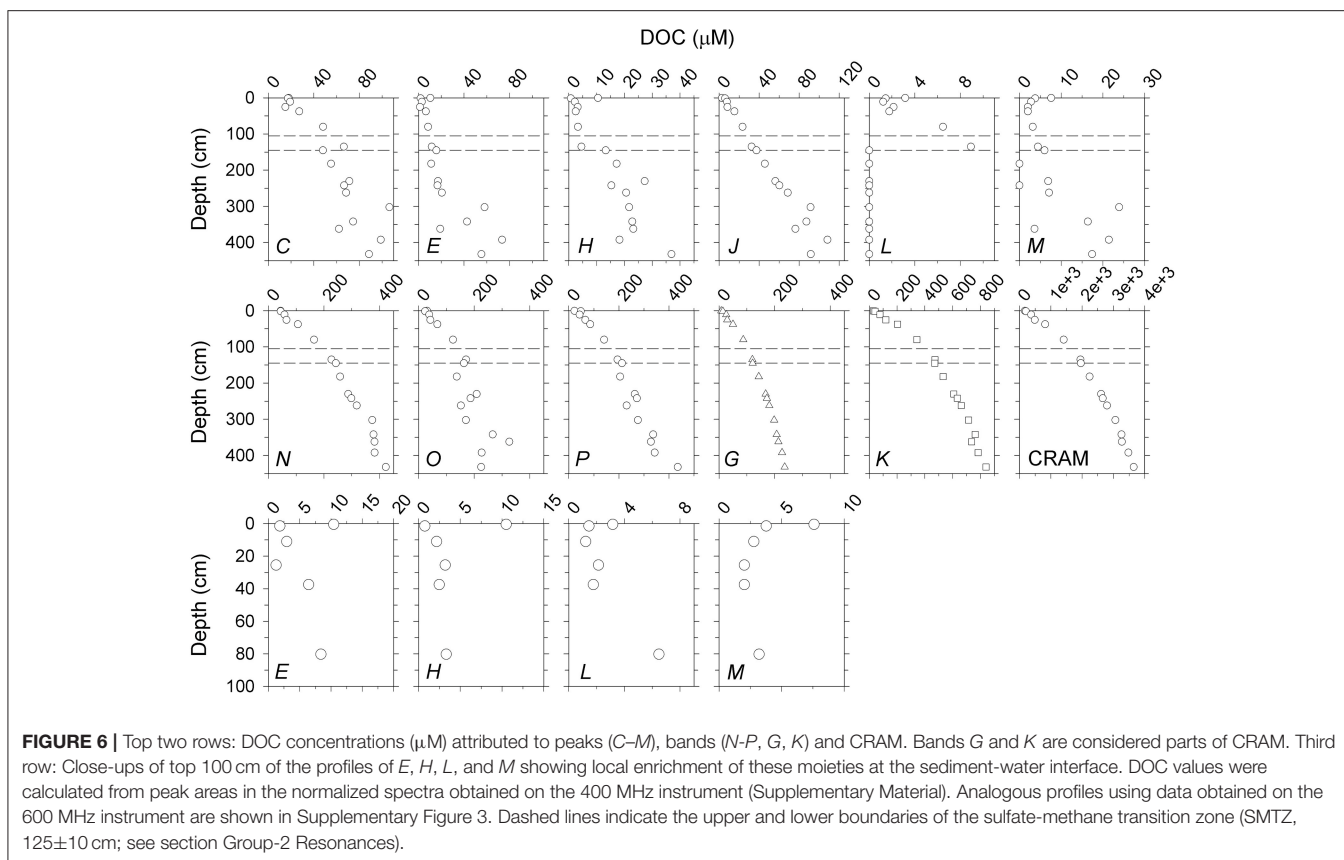 DOC (μM)
0 40 80 0 40 80 0 10 20 30 40 0 40 80 120 0 4 8 0 10 20 30
Depth (cm)
0
100
200
300
400
C E H J L M
0 200 400 0 200 0 200 400 0 200 0 200 400 600 800 0 1e+3 2e+3 3e+3 4e+3
Depth (cm)
0
100
200
300
400
N O P G K CRAM
0 5 10 15 20 0 5 10 15 0 4 8 0 5 10
Depth (cm)
0
20
40
60
80
100
E H L M
FIGURE 6 | Top two rows: DOC concentrations (μM) attributed to peaks (C–M), bands (N-P, G, K) and CRAM. Bands G and K are considered parts of CRAM. Third
row: Close-ups of top 100 cm of the profiles of E, H, L, and M showing local enrichment of these moieties at the sediment-water interface. DOC values were
calculated from peak areas in the normalized spectra obtained on the 400 MHz instrument (Supplementary Material). Analogous profiles using data obtained on the
600 MHz instrument are shown in Supplementary Figure 3. Dashed lines indicate the upper and lower boundaries of the sulfate-methane transition zone (SMTZ,
125±10 cm; see section Group-2 Resonances).